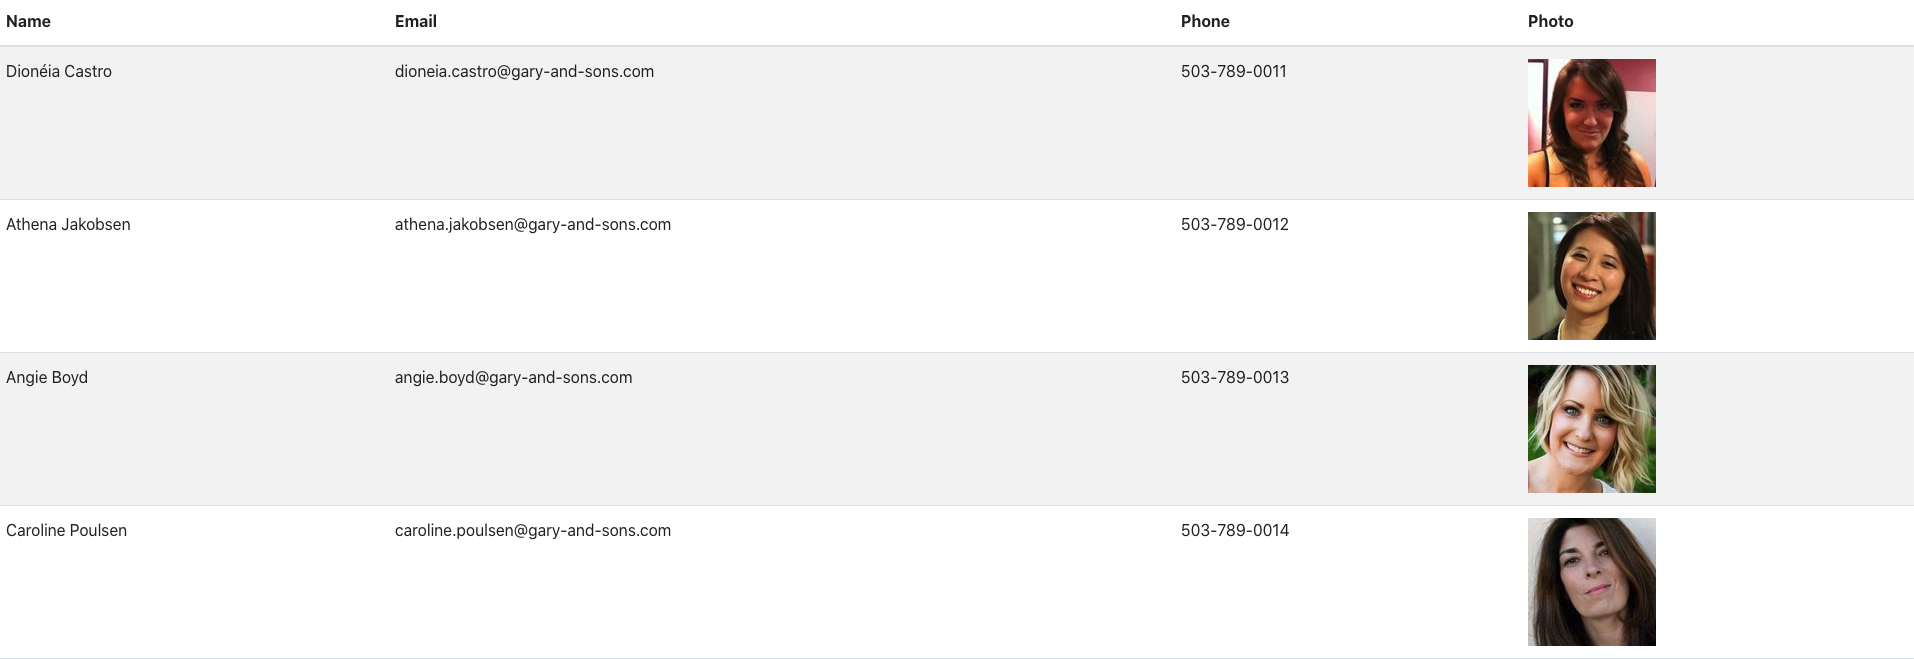 Name Email Phone Photo
Dionéia Castro dioneia.castro@gary-and-sons.com 503-789-0011
Athena Jakobsen athena.jakobsen@gary-and-sons.com 503-789-0012
Angie Boyd angie.boyd@gary-and-sons.com 503-789-0013
Caroline Poulsen caroline.poulsen@gary-and-sons.com 503-789-0014